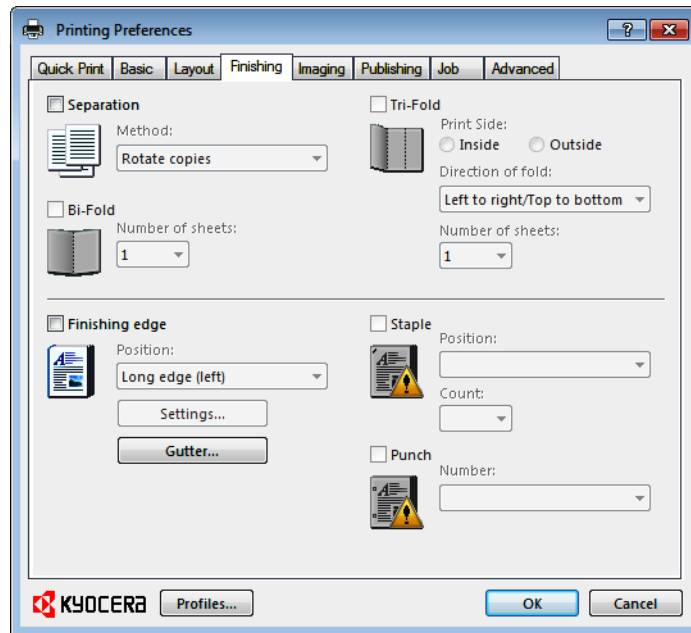 Printing Preferences
Quick Print Basic Layout Finishing Imaging Publishing Job Advanced
Separation
Method:
Rotate copies
Bi-Fold
Number of sheets:
1
Tri-Fold
Print Side:
Inside Outside
Direction of fold:
Left to right/Top to bottom
Number of sheets:
1
Finishing edge
Position:
Long edge (left)
Settings...
Gutter...
Staple
Position:
Count:
Punch
Number:
KYOCERA Profiles... OK Cancel